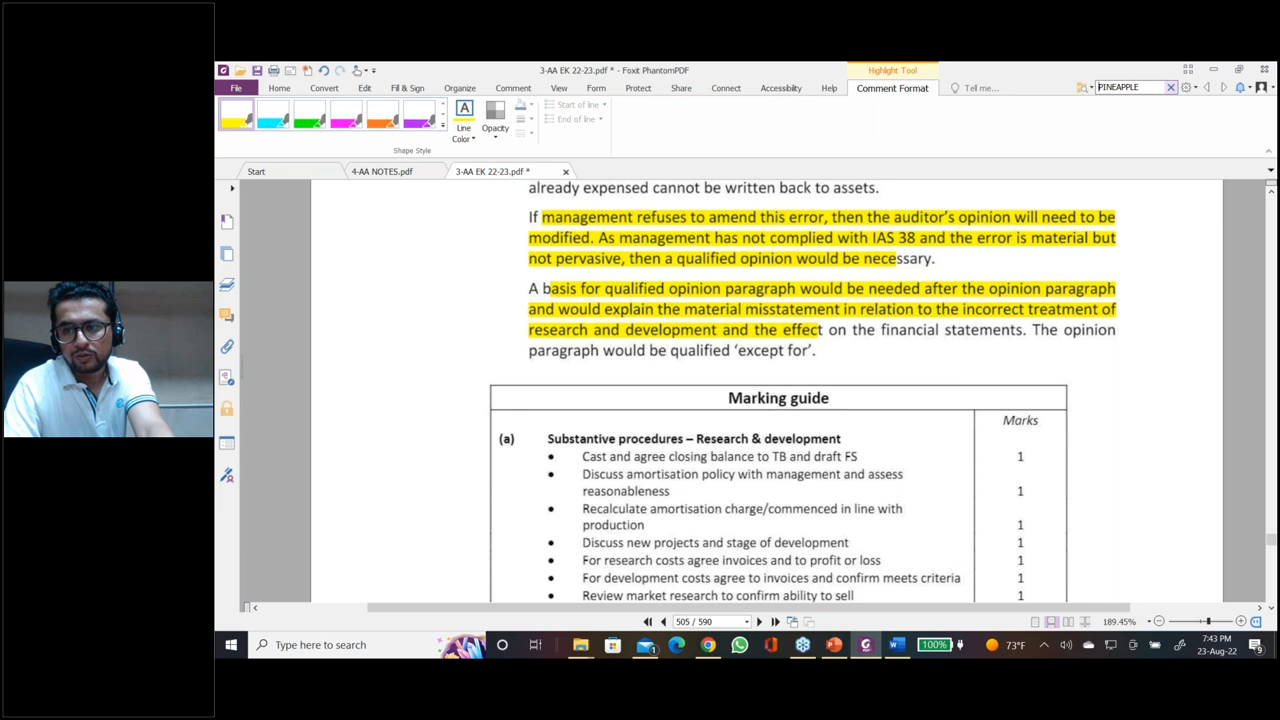 3-AA EK 22-23.pdf * - Foxit PhantomPDF
Highlight Tool
File Home Convert Edit Organize Fill & Sign Comment View Form Protect Share Connect Accessibility Help Comment Format Tell me... PINEAPPLE
Line Color
Opacity
Start of line
End of line
Shape Style
Start 4-AA NOTES.pdf 3-AA EK 22-23.pdf *
already expensed cannot be written back to assets.
If management refuses to amend this error, then the auditor's opinion will need to be
modified. As management has not complied with IAS 38 and the error is material but
not pervasive, then a qualified opinion would be necessary.
A basis for qualified opinion paragraph would be needed after the opinion paragraph
and would explain the material misstatement in relation to the incorrect treatment of
research and development and the effect on the financial statements. The opinion
paragraph would be qualified 'except for'.
Marking guide
Marks
(a) Substantive procedures – Research & development
• Cast and agree closing balance to TB and draft FS 1
• Discuss amortisation policy with management and assess
reasonableness 1
• Recalculate amortisation charge/commenced in line with
production 1
• Discuss new projects and stage of development 1
• For research costs agree invoices and to profit or loss 1
• For development costs agree to invoices and confirm meets criteria 1
• Review market research to confirm ability to sell 1
505 / 590
189.45%
Type here to search
100%
73°F
7:43 PM
23-Aug-22